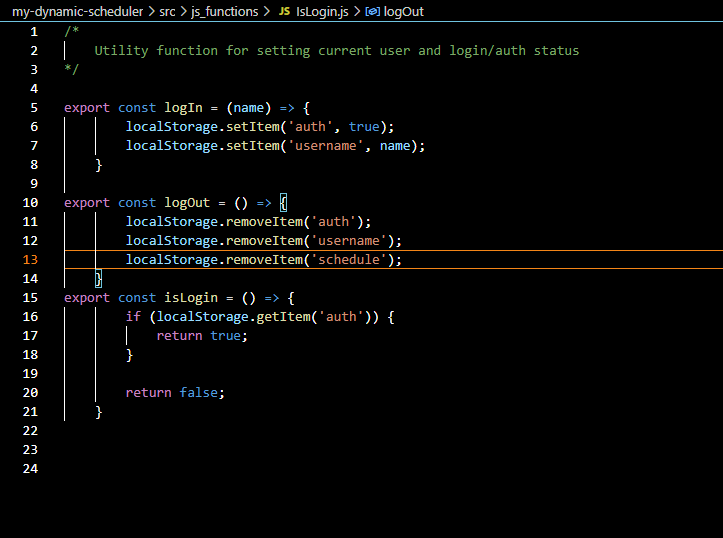 my-dynamic-scheduler > src > js_functions > JS IsLogin.js > logOut
1 /*
2     Utility function for setting current user and login/auth status
3 */
4
5 export const logIn = (name) => {
6         localStorage.setItem('auth', true);
7         localStorage.setItem('username', name);
8     }
9
10 export const logOut = () => {
11         localStorage.removeItem('auth');
12         localStorage.removeItem('username');
13         localStorage.removeItem('schedule');
14     }
15 export const isLogin = () => {
16         if (localStorage.getItem('auth')) {
17             return true;
18         }
19
20         return false;
21     }
22
23
24